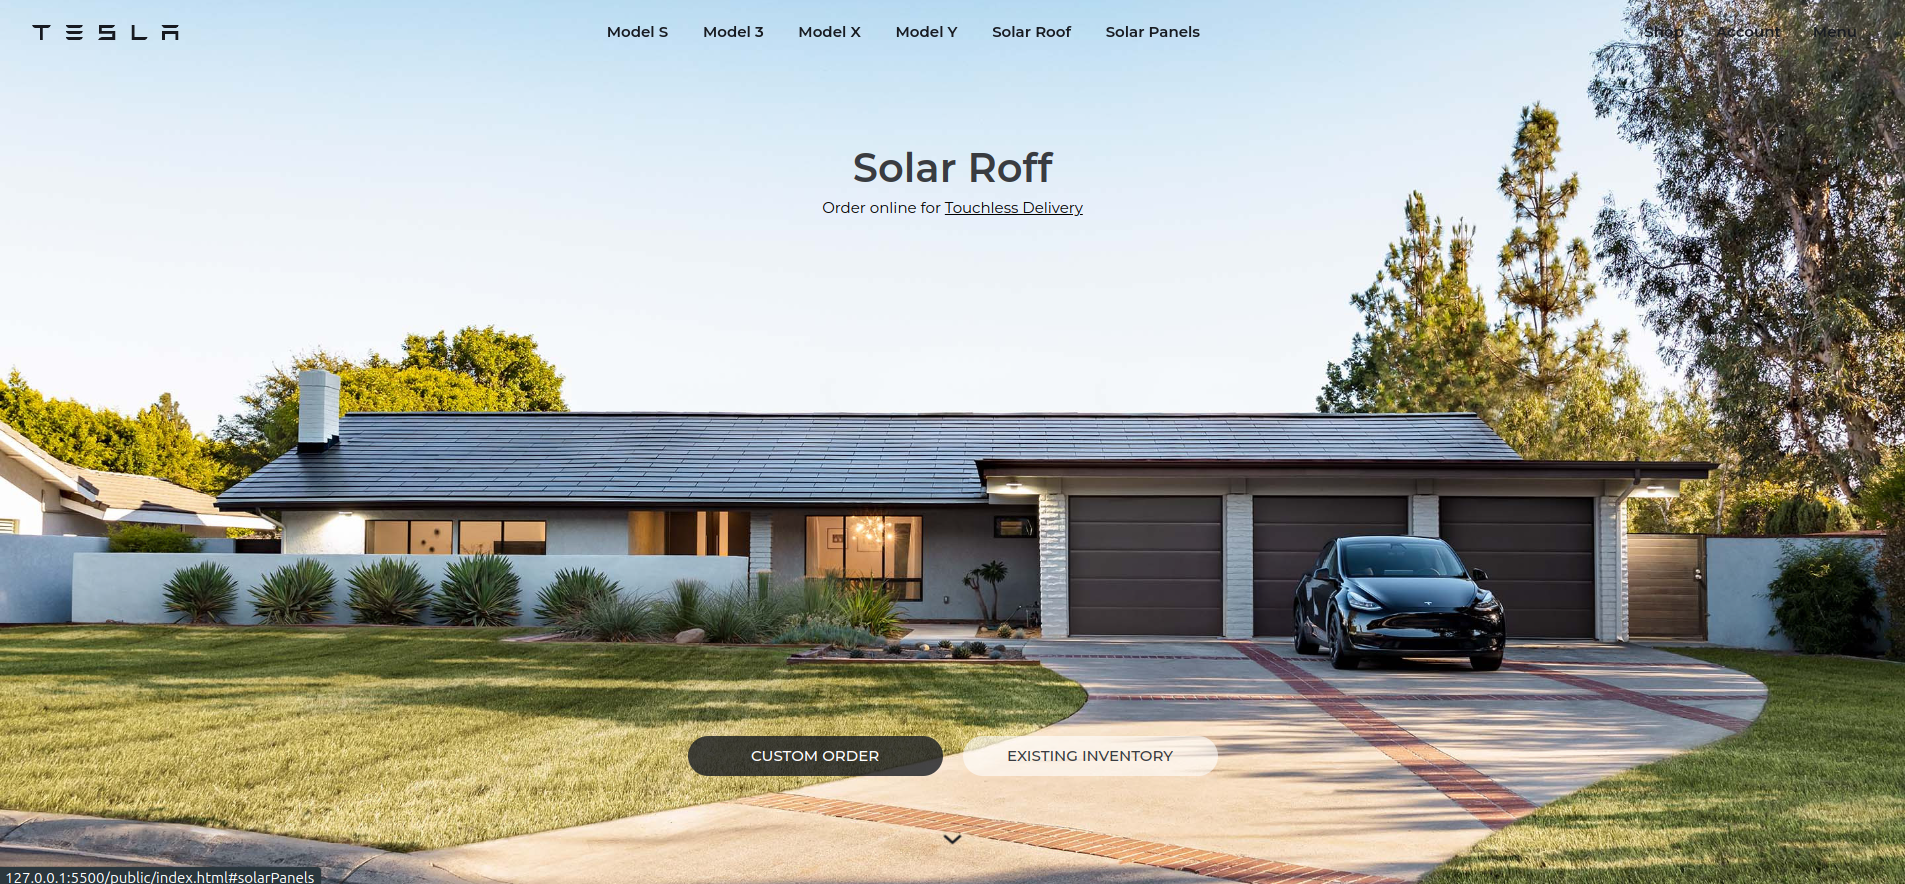 TESLA
Model S Model 3 Model X Model Y Solar Roof Solar Panels
Shop Account Menu
Solar Roff
Order online for Touchless Delivery
CUSTOM ORDER EXISTING INVENTORY
127.0.0.1:5500/public/index.html#solarPanels